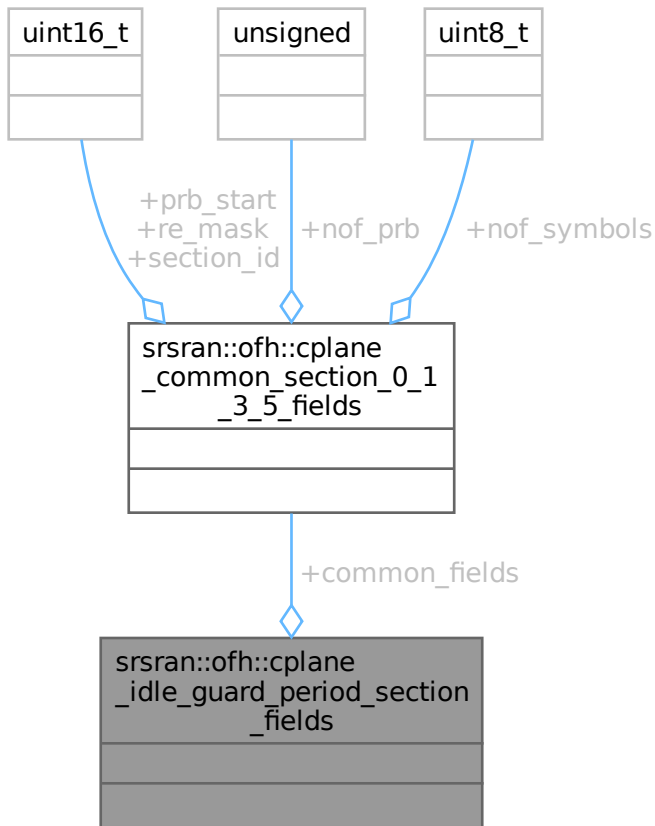 uint16_t
unsigned
uint8_t
+prb_start
+re_mask
+section_id
+nof_prb
+nof_symbols
srsran::ofh::cplane
_common_section_0_1
_3_5_fields
+common_fields
srsran::ofh::cplane
_idle_guard_period_section
_fields